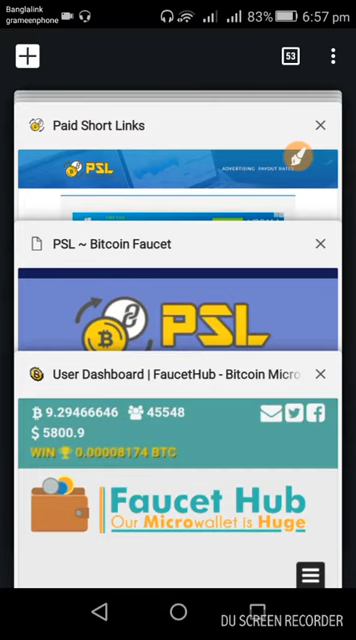 Banglalink
grameenphone
83% 6:57 pm
53
Paid Short Links
PSL
ADVERTISING PAYOUT RATES
PSL ~ Bitcoin Faucet
PSL
User Dashboard | FaucetHub - Bitcoin Micro
9.29466646 45548
$ 5800.9
WIN 0.00008174 BTC
Faucet Hub
Our Microwallet is Huge
DU SCREEN RECORDER